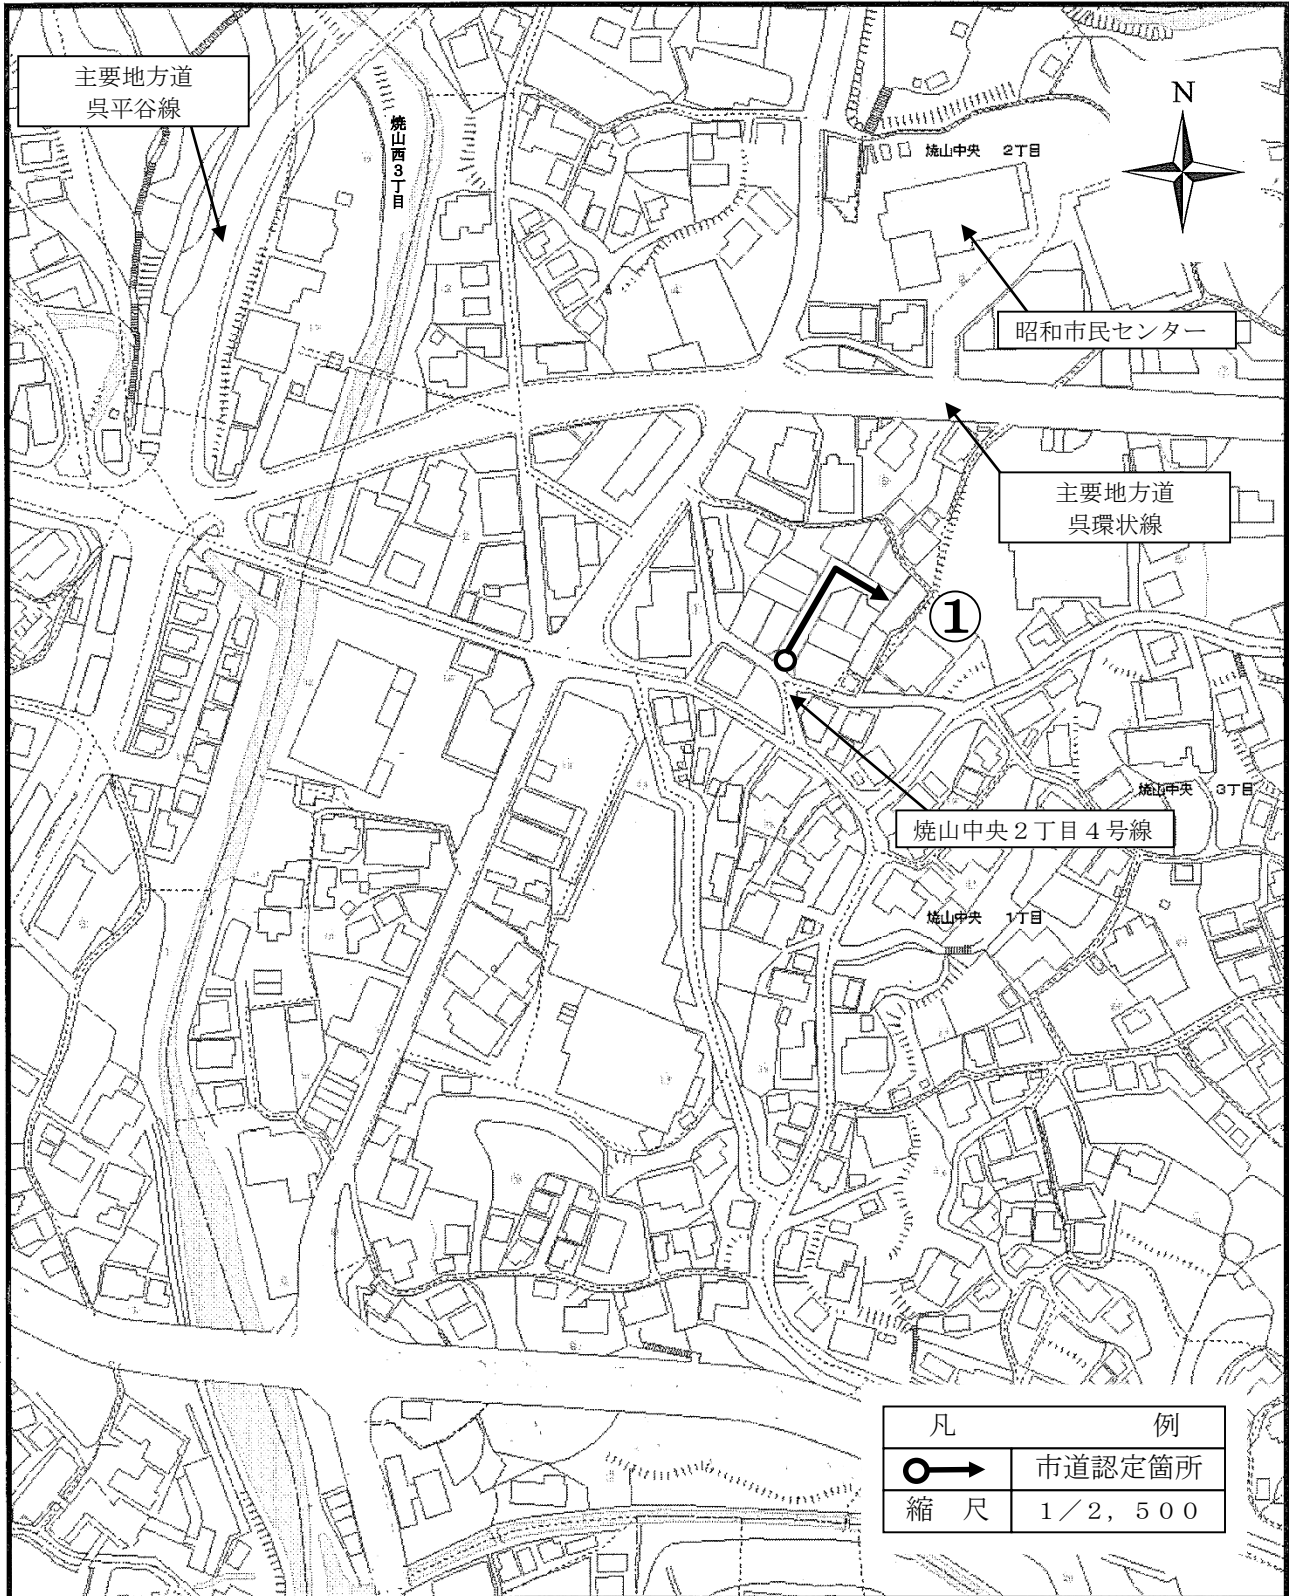 主要地方道
呉平谷線
焼山西3丁目
焼山中央 2丁目
N
昭和市民センター
主要地方道
呉環状線
①
焼山中央 3丁目
焼山中央２丁目４号線
焼山中央 1丁目
凡 例
市道認定箇所
縮 尺 １／２，５００